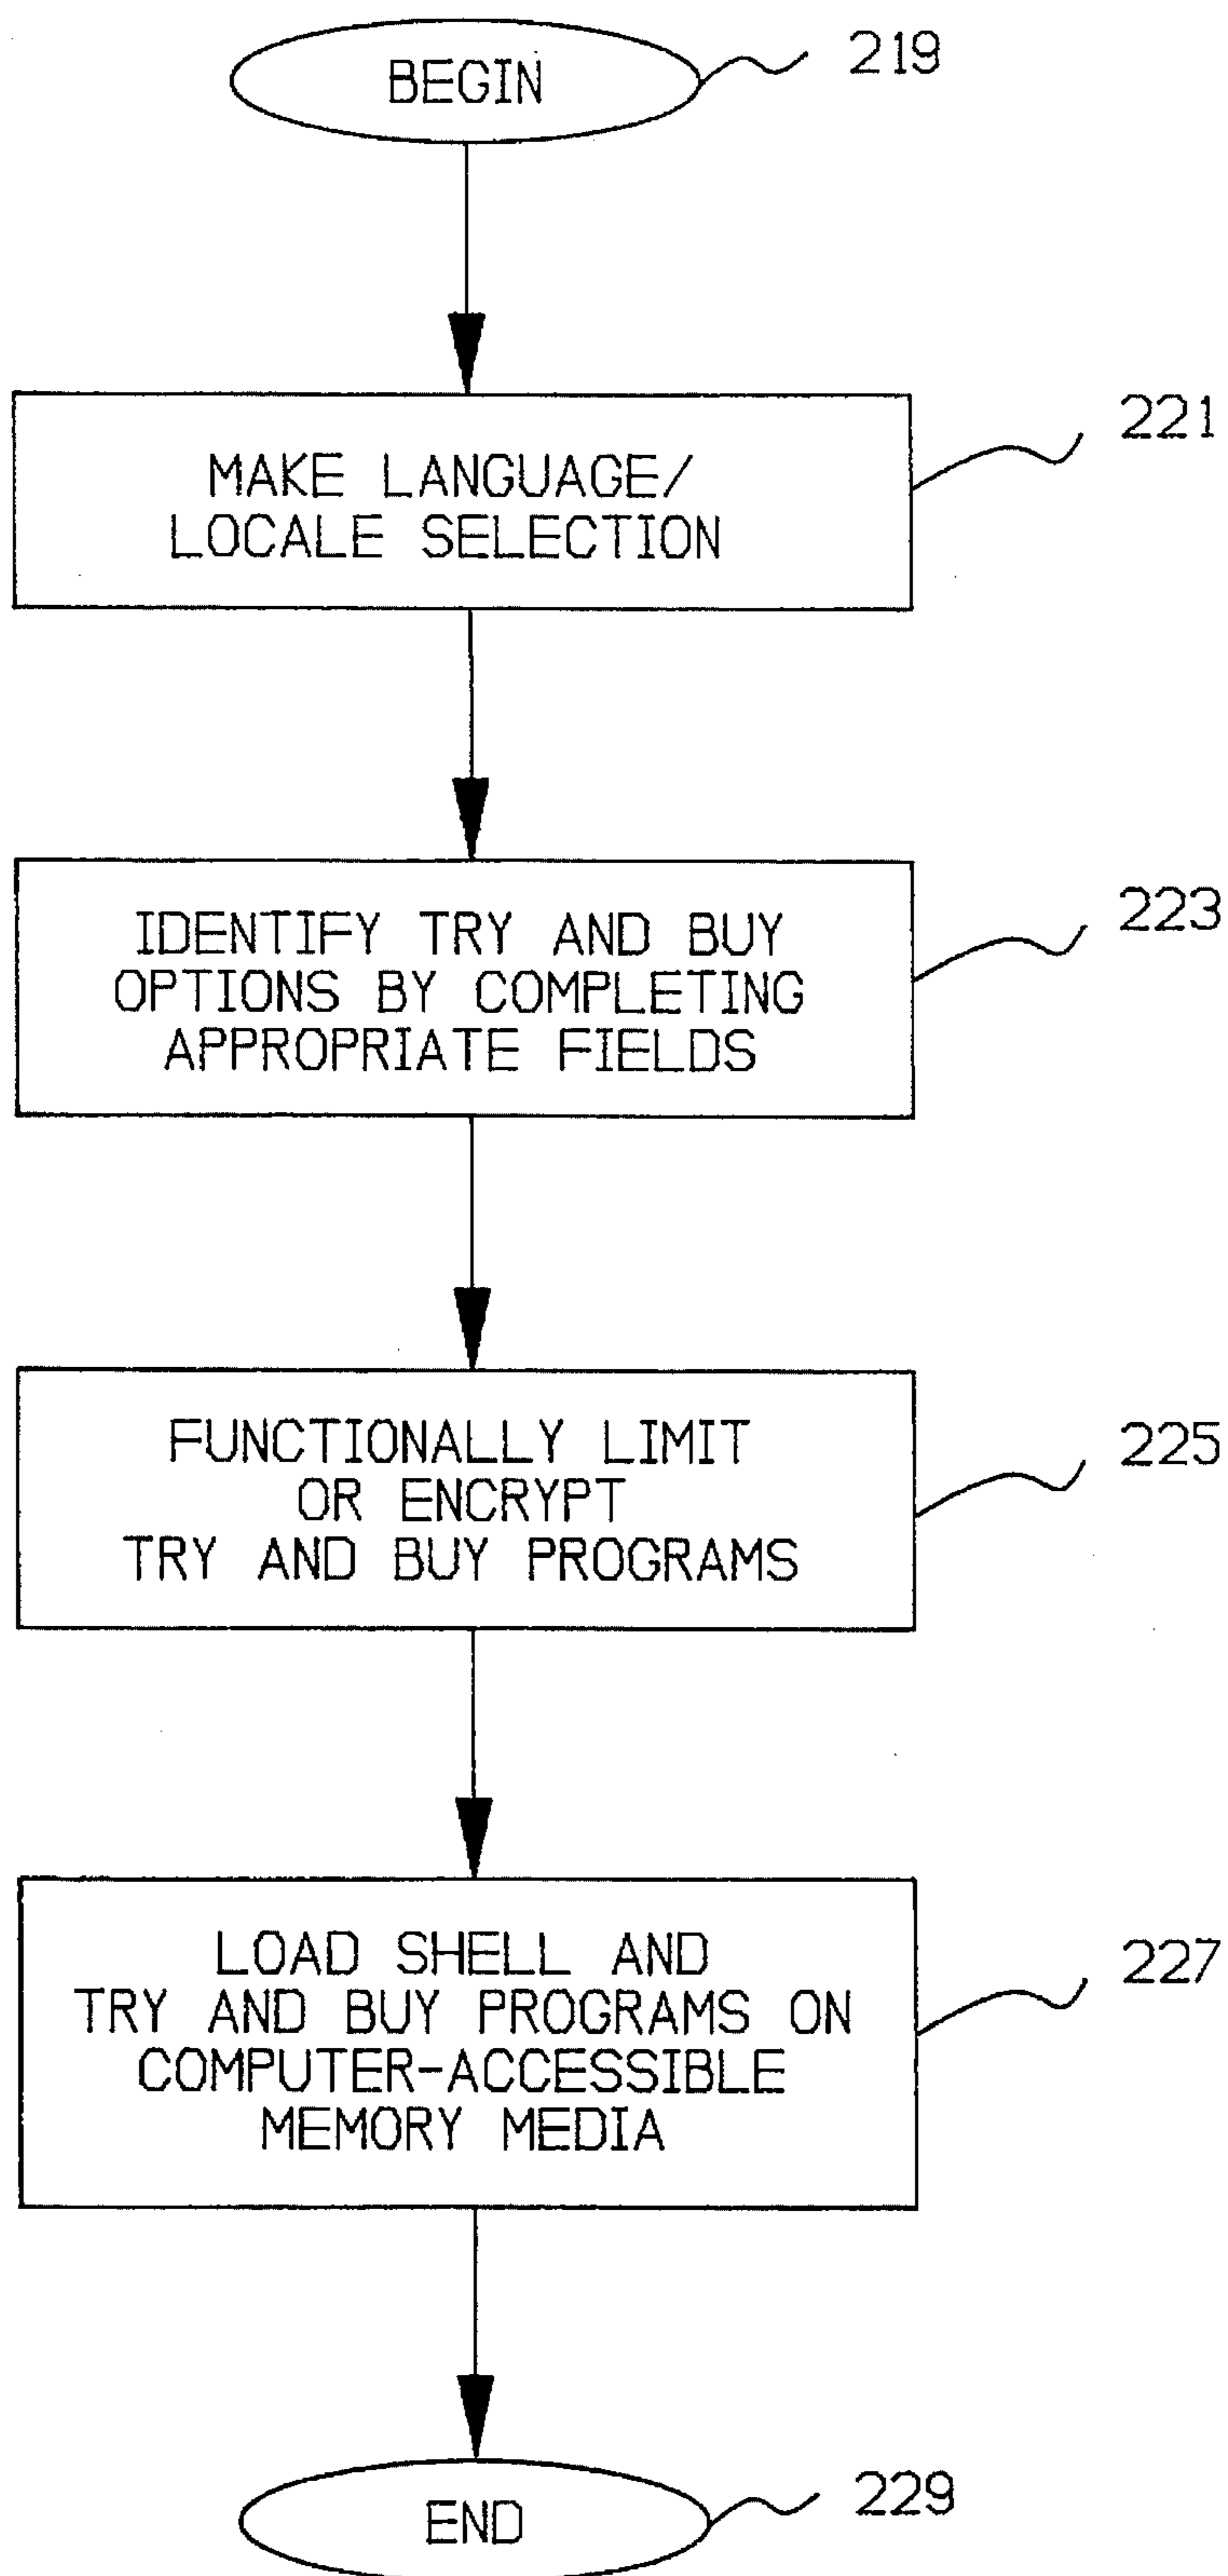 BEGIN
219
MAKE LANGUAGE/
LOCALE SELECTION
221
IDENTIFY TRY AND BUY
OPTIONS BY COMPLETING
APPROPRIATE FIELDS
223
FUNCTIONALLY LIMIT
OR ENCRYPT
TRY AND BUY PROGRAMS
225
LOAD SHELL AND
TRY AND BUY PROGRAMS ON
COMPUTER-ACCESSIBLE
MEMORY MEDIA
227
END
229